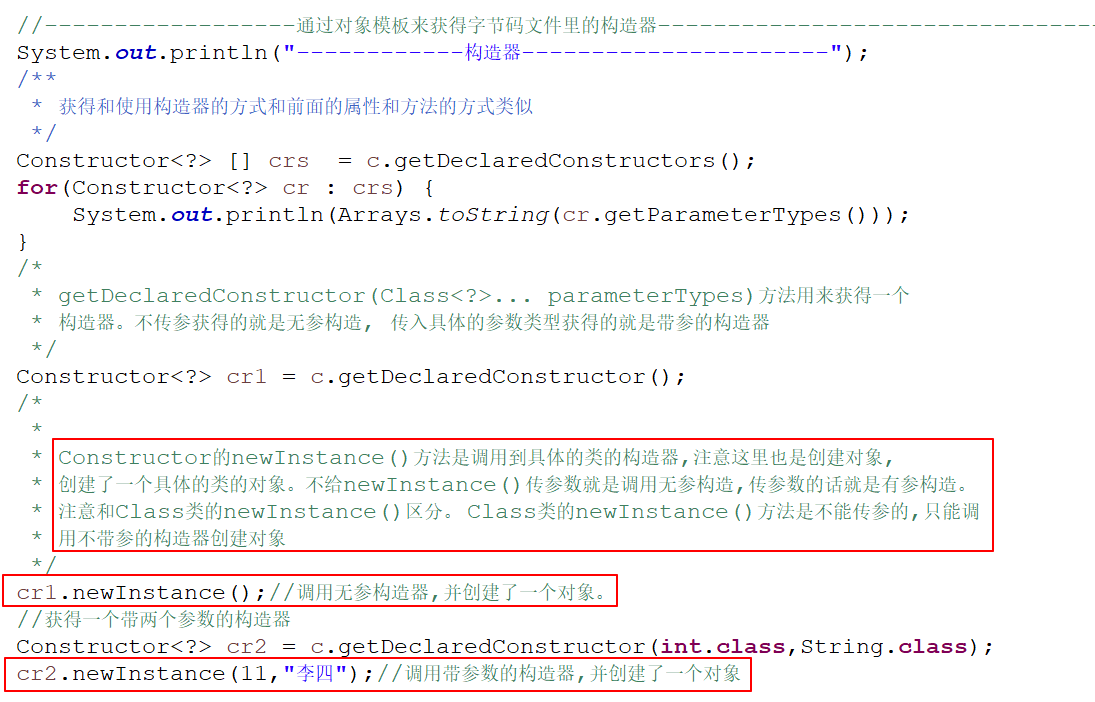 //------------------通过对象模板来获得字节码文件里的构造器--------------------------------
System.out.println("------------构造器----------------------");
/**
 * 获得和使用构造器的方式和前面的属性和方法的方式类似
 */
Constructor<?> [] crs  = c.getDeclaredConstructors();
for(Constructor<?> cr : crs) {
    System.out.println(Arrays.toString(cr.getParameterTypes()));
}
/*
 * getDeclaredConstructor(Class<?>... parameterTypes)方法用来获得一个
 * 构造器。不传参获得的就是无参构造, 传入具体的参数类型获得的就是带参的构造器
 */
Constructor<?> cr1 = c.getDeclaredConstructor();
/*
 *
 * Constructor的newInstance()方法是调用到具体的类的构造器,注意这里也是创建对象,
 * 创建了一个具体的类的对象。不给newInstance()传参数就是调用无参构造,传参数的话就是有参构造。
 * 注意和Class类的newInstance()区分。Class类的newInstance()方法是不能传参的,只能调
 * 用不带参的构造器创建对象
 */
cr1.newInstance();//调用无参构造器,并创建了一个对象。
//获得一个带两个参数的构造器
Constructor<?> cr2 = c.getDeclaredConstructor(int.class,String.class);
cr2.newInstance(11,"李四");//调用带参数的构造器,并创建了一个对象